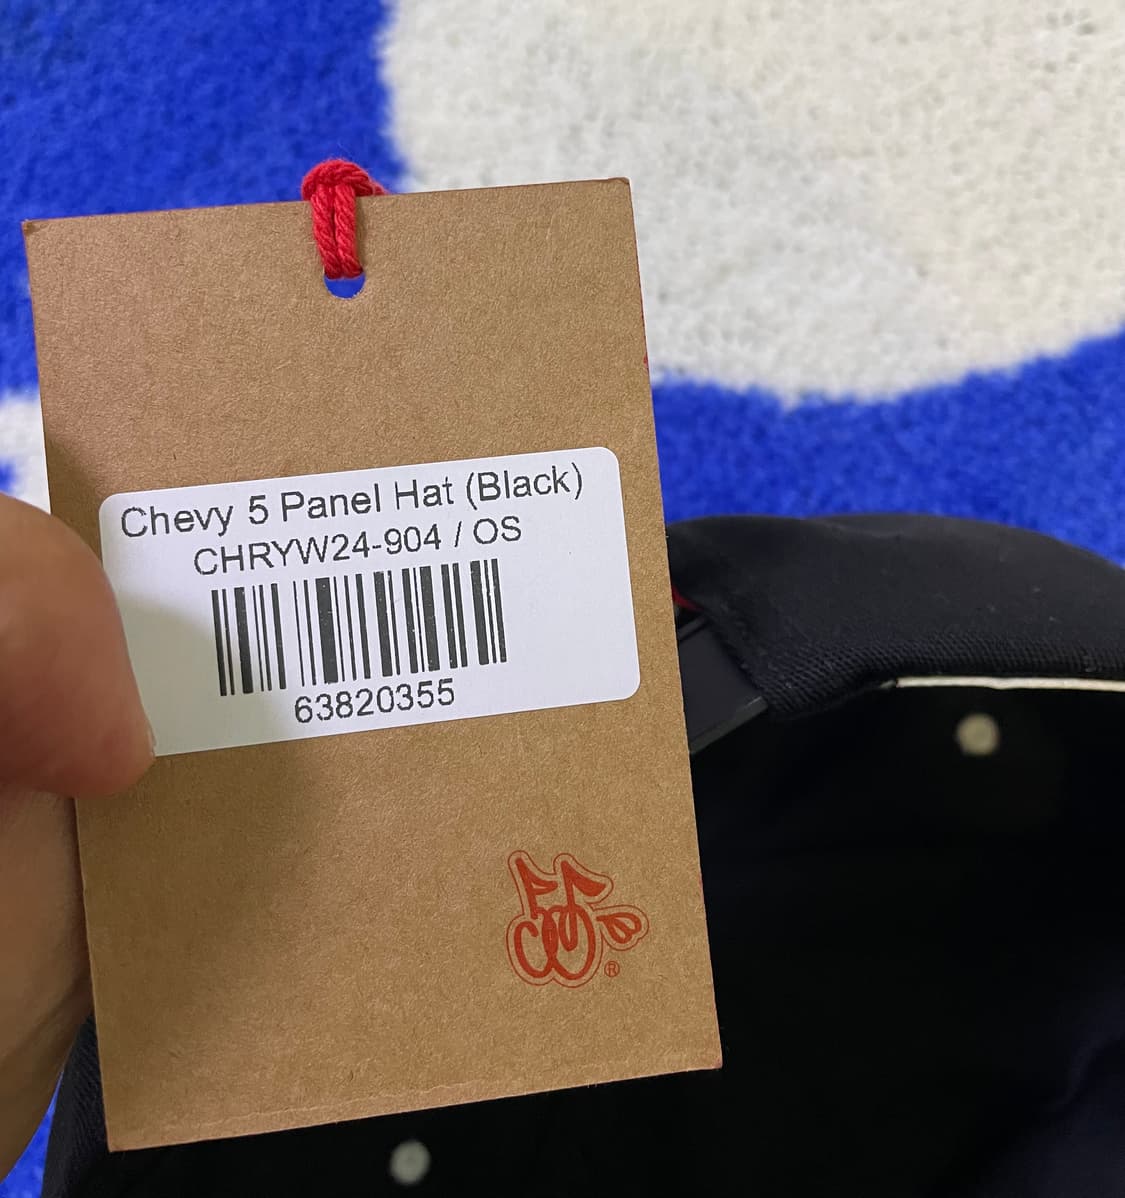 Chevy 5 Panel Hat (Black)
CHRYW24-904 / OS
63820355
®